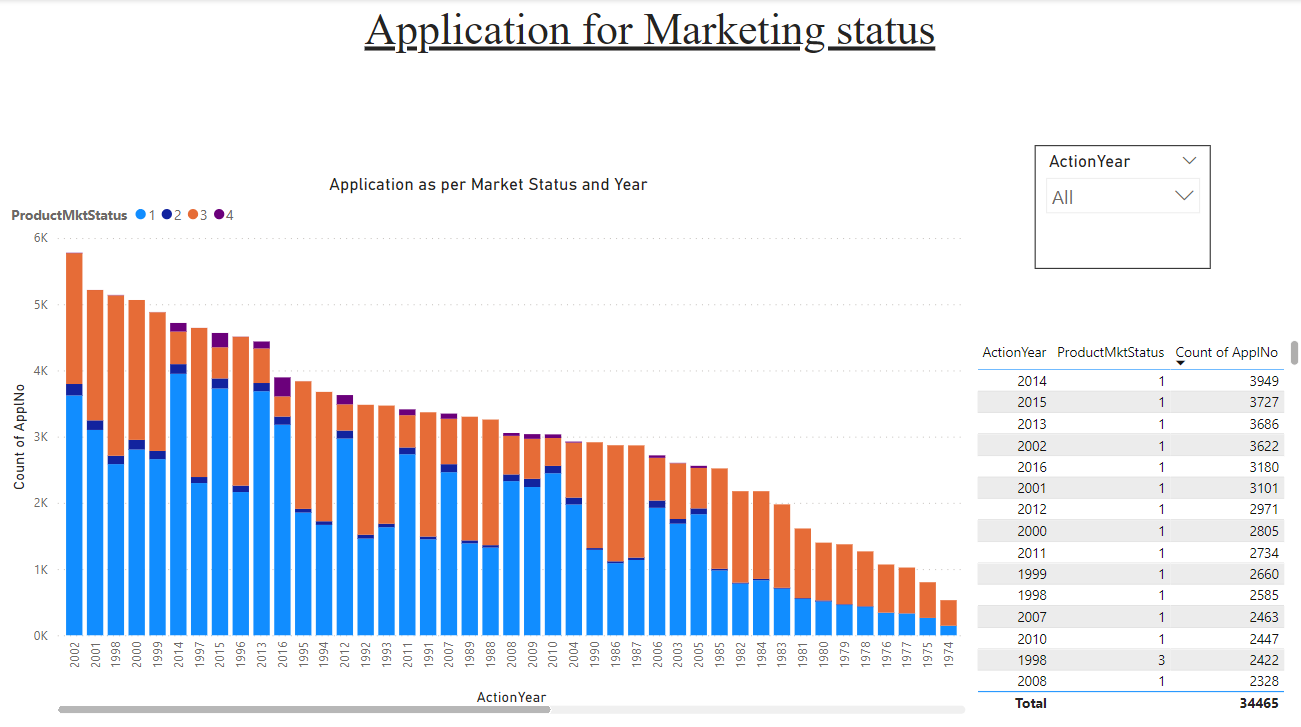 Application for Marketing status
Application as per Market Status and Year
ProductMktStatus 1 2 3 4
6K
5K
4K
3K
2K
1K
0K
Count of ApplNo
2002 2001 1998 2000 1999 2014 1997 2015 1996 2013 2016 1995 1994 2012 1992 1993 2011 1991 2007 1989 1988 2008 2009 2010 2004 1990 1986 1987 2006 2003 2005 1985 1982 1984 1983 1981 1980 1979 1978 1976 1977 1975 1974
ActionYear
ActionYear
All
ActionYear ProductMktStatus Count of ApplNo
2014 1 3949
2015 1 3727
2013 1 3686
2002 1 3622
2016 1 3180
2001 1 3101
2012 1 2971
2000 1 2805
2011 1 2734
1999 1 2660
1998 1 2585
2007 1 2463
2010 1 2447
1998 3 2422
2008 1 2328
Total 34465